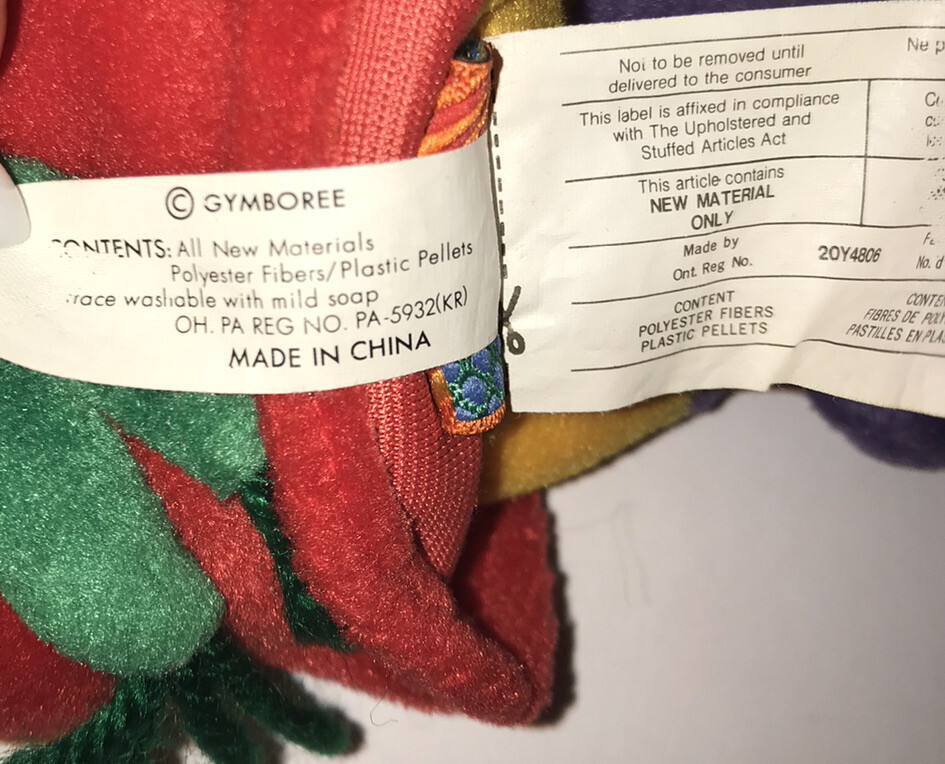 © GYMBOREE
CONTENTS: All New Materials
Polyester Fibers/Plastic Pellets
washable with mild soap
OH. PA REG NO. PA-5932(KR)
MADE IN CHINA
Not to be removed until
delivered to the consumer
This label is affixed in compliance
with The Upholstered and
Stuffed Articles Act
This article contains
NEW MATERIAL
ONLY
Made by
Ont. Reg No.
20Y4806
CONTENT
POLYESTER FIBERS
PLASTIC PELLETS
Ne
No. d
FIBRES DE
PASTILLES EN